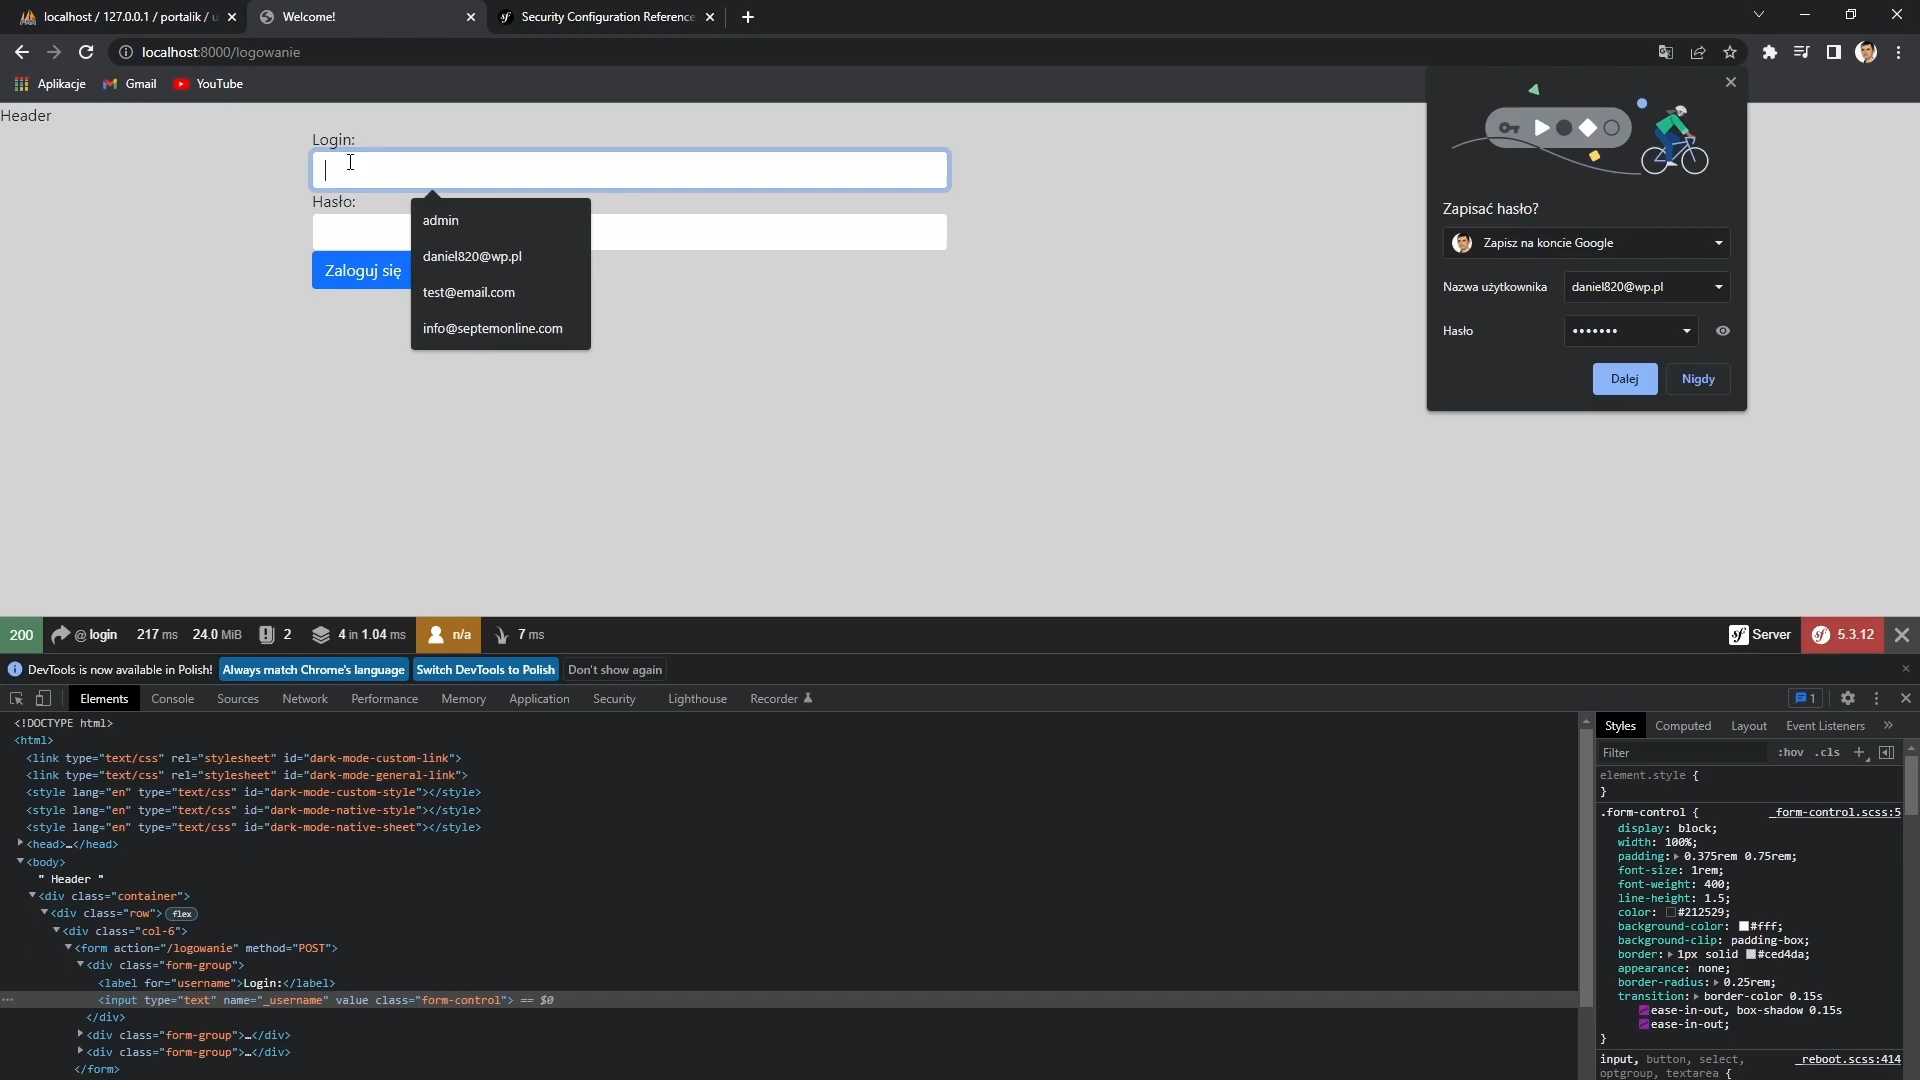 localhost / 127.0.0.1 / portalik / u
Welcome!
Security Configuration Reference
localhost:8000/logowanie
Aplikacje
Gmail
YouTube
Header
Login:
Hasło:
Zaloguj się
admin
daniel820@wp.pl
test@email.com
info@septemonline.com
Zapisać hasło?
Zapisz na koncie Google
Nazwa użytkownika daniel820@wp.pl
Hasło •••••••
Dalej Nigdy
200 @ login 217 ms 24.0 MiB 2 4 in 1.04 ms n/a 7 ms Server 5.3.12
DevTools is now available in Polish! Always match Chrome's language Switch DevTools to Polish Don't show again
Elements Console Sources Network Performance Memory Application Security Lighthouse Recorder 1
<!DOCTYPE html>
<html>
<link type="text/css" rel="stylesheet" id="dark-mode-custom-link">
<link type="text/css" rel="stylesheet" id="dark-mode-general-link">
<style lang="en" type="text/css" id="dark-mode-custom-style"></style>
<style lang="en" type="text/css" id="dark-mode-native-style"></style>
<style lang="en" type="text/css" id="dark-mode-native-sheet"></style>
<head>…</head>
<body>
" Header "
<div class="container">
<div class="row"> flex
<div class="col-6">
<form action="/logowanie" method="POST">
<div class="form-group">
<label for="username">Login:</label>
<input type="text" name="_username" value class="form-control"> == $0
</div>
<div class="form-group">…</div>
<div class="form-group">…</div>
</form>
Styles Computed Layout Event Listeners »
Filter :hov .cls +
element.style {
}
.form-control { _form-control.scss:5
display: block;
width: 100%;
padding: 0.375rem 0.75rem;
font-size: 1rem;
font-weight: 400;
line-height: 1.5;
color: #212529;
background-color: #fff;
background-clip: padding-box;
border: 1px solid #ced4da;
appearance: none;
border-radius: 0.25rem;
transition: border-color 0.15s
ease-in-out, box-shadow 0.15s
ease-in-out;
}
input, button, select, _reboot.scss:414
optgroup, textarea {